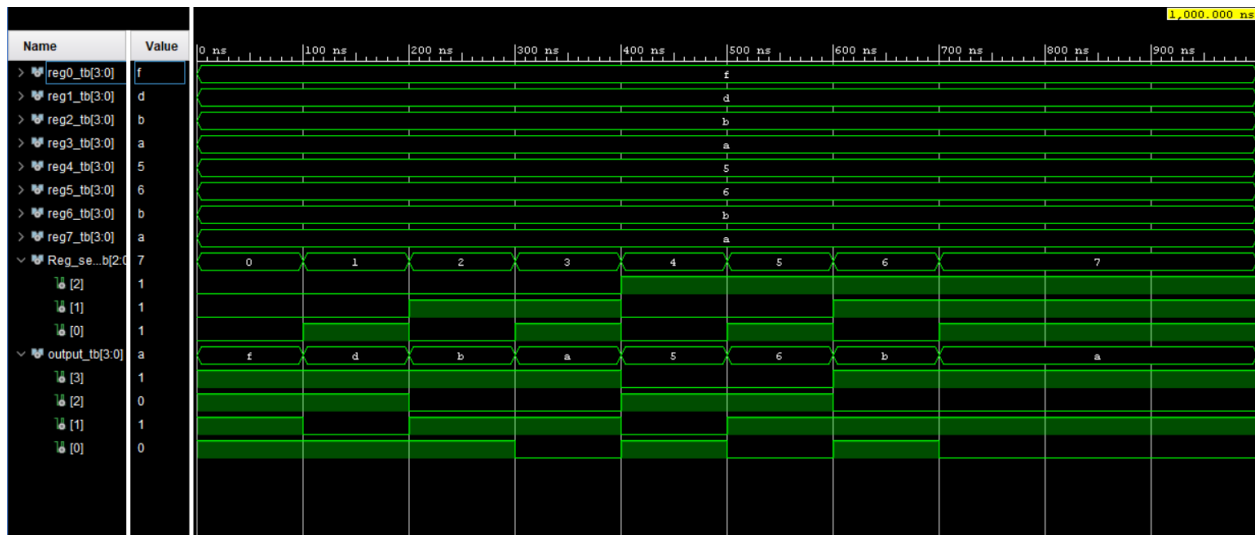 1,000.000 ns
Name Value
0 ns 100 ns 200 ns 300 ns 400 ns 500 ns 600 ns 700 ns 800 ns 900 ns
reg0_tb[3:0] f f
reg1_tb[3:0] d d
reg2_tb[3:0] b b
reg3_tb[3:0] a a
reg4_tb[3:0] 5 5
reg5_tb[3:0] 6 6
reg6_tb[3:0] b b
reg7_tb[3:0] a a
Reg_se...b[2:0 7 0 1 2 3 4 5 6 7
[2] 1
[1] 1
[0] 1
output_tb[3:0] a f d b a 5 6 b a
[3] 1
[2] 0
[1] 1
[0] 0